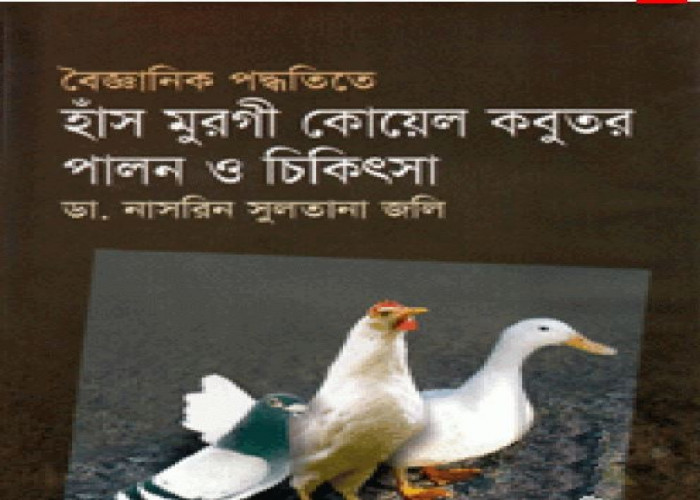 বৈজ্ঞানিক পদ্ধতিতে
হাঁস মুরগী কোয়েল কবুতর
পালন ও চিকিৎসা
ডা. নাসরিন সুলতানা জলি